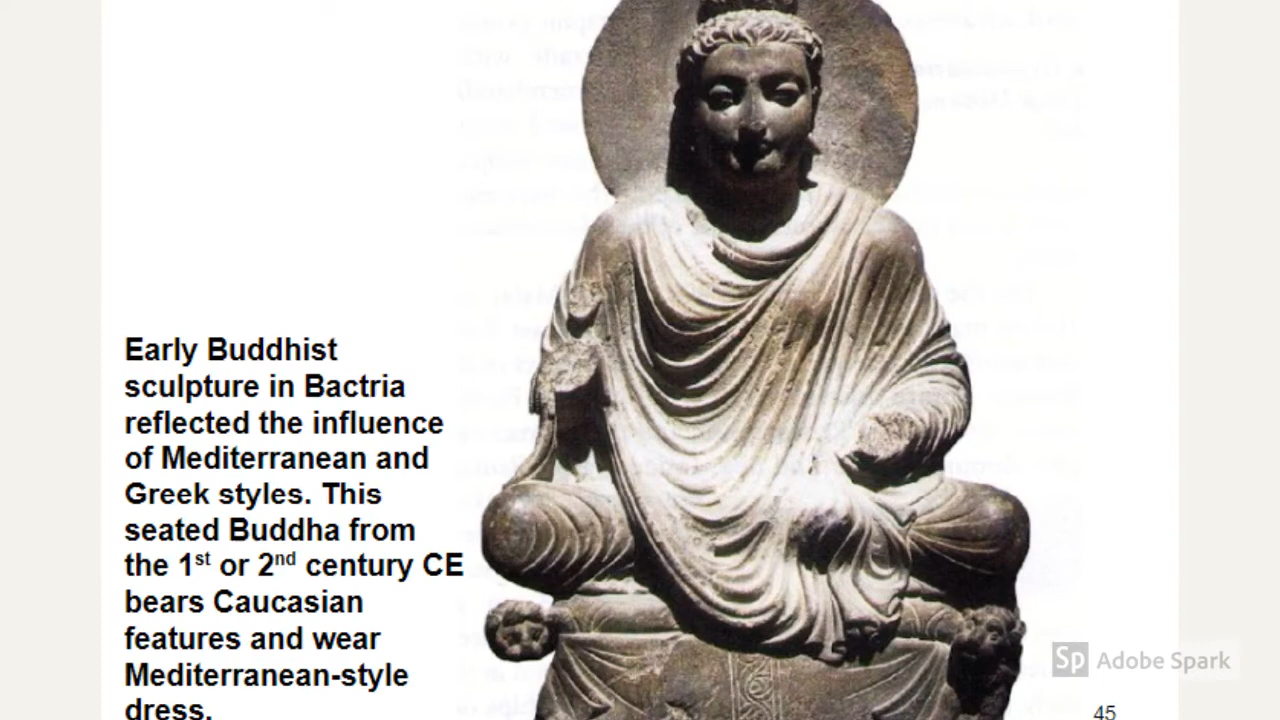 Early Buddhist
sculpture in Bactria
reflected the influence
of Mediterranean and
Greek styles. This
seated Buddha from
the 1st or 2nd century CE
bears Caucasian
features and wear
Mediterranean-style
dress.
Sp Adobe Spark
45